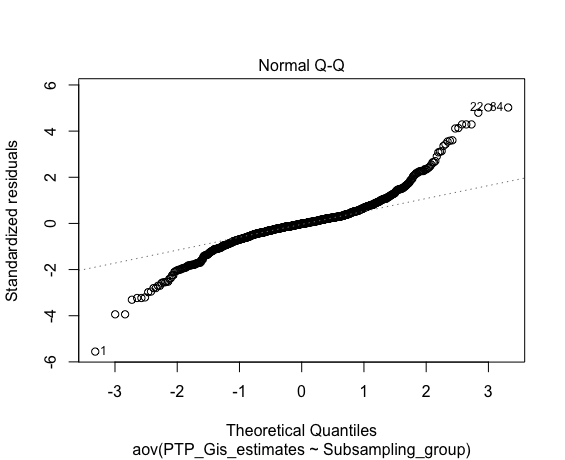 Normal Q-Q
6
4
2
0
-2
-4
-6
Standardized residuals
22 84
1
-3 -2 -1 0 1 2 3
Theoretical Quantiles
aov(PTP_Gis_estimates ~ Subsampling_group)